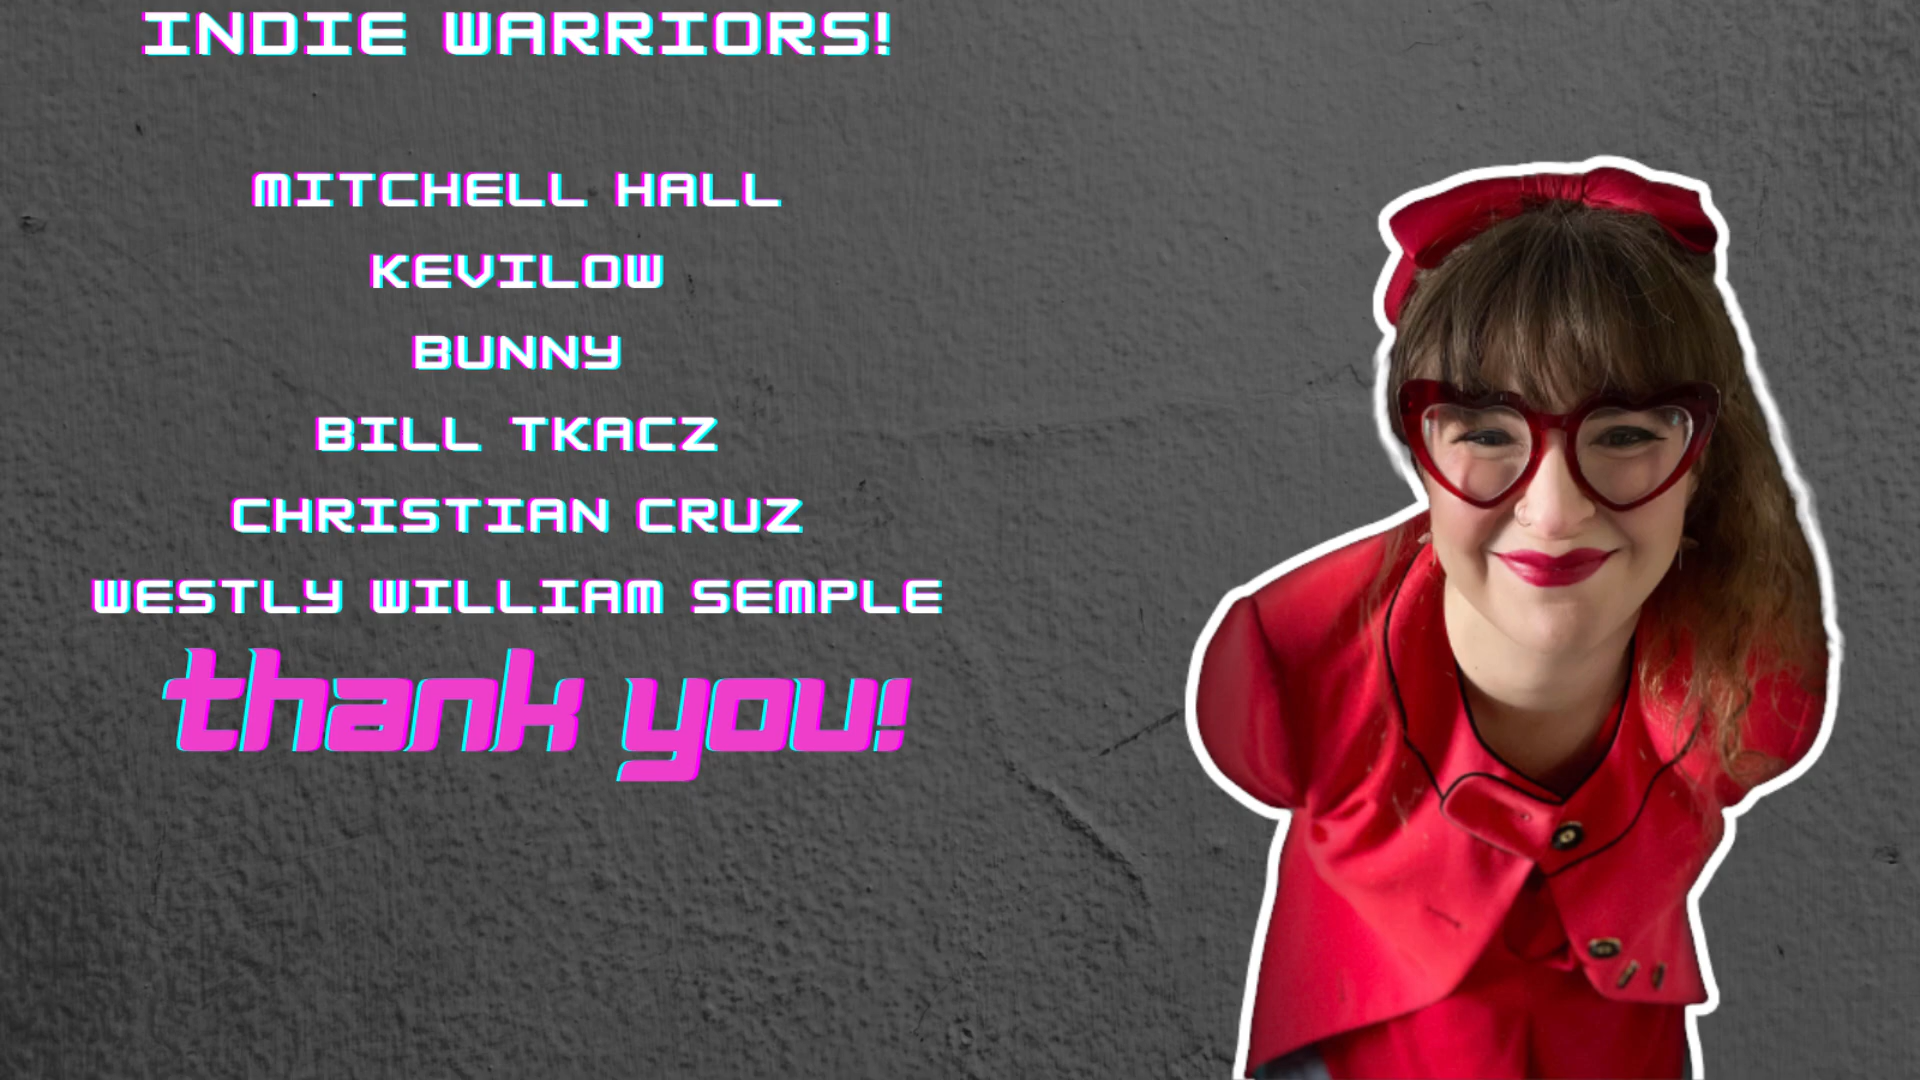 INDIE WARRIORS!
MITCHELL HALL
KEVILOW
BUNNY
BILL TKACZ
CHRISTIAN CRUZ
WESTLY WILLIAM SEMPLE
thank you!